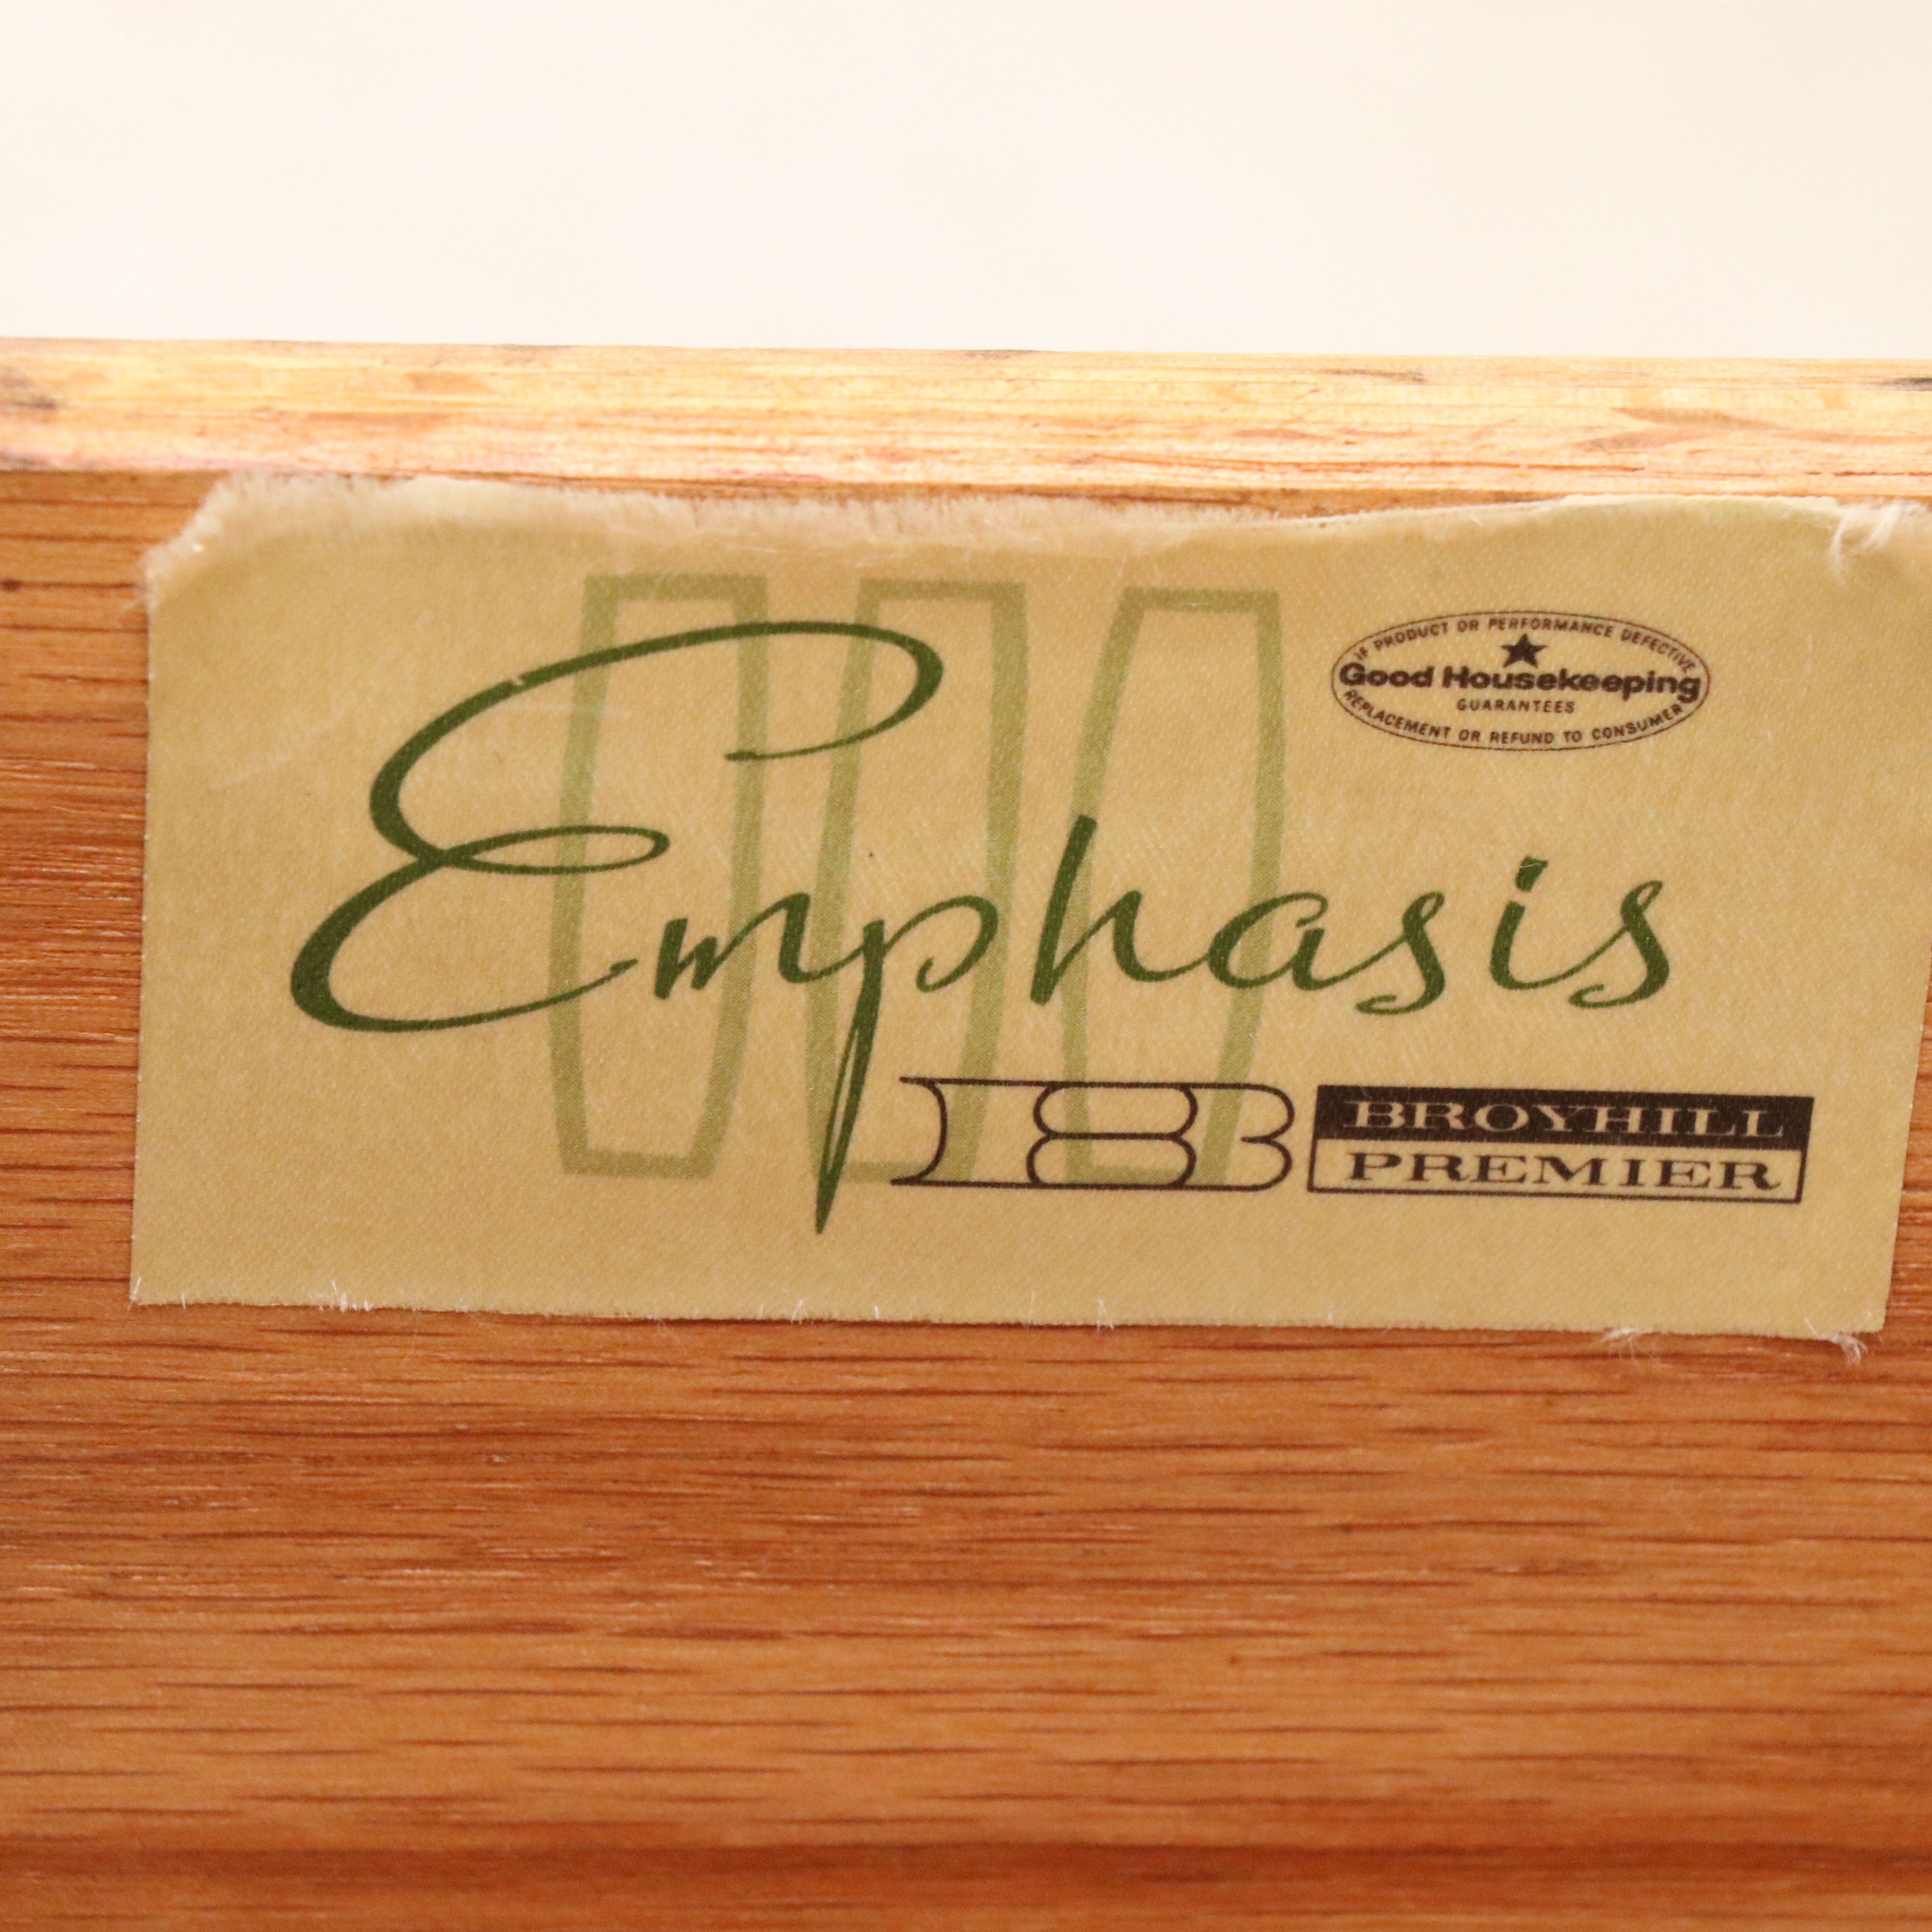 IF PRODUCT OR PERFORMANCE DEFECTIVE
Good Housekeeping
GUARANTEES
REPLACEMENT OR REFUND TO CONSUMER
Emphasis
B
BROYHILL
PREMIER